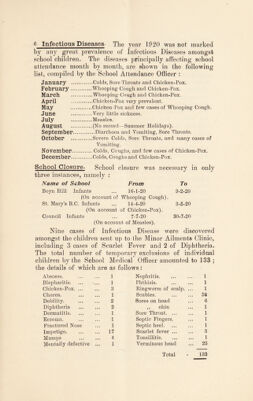 6 Infectious Diseases. The year 1920 was not marked
by any great prevalence of Infectious Diseases amongst
school children. The diseases principally affecting school
attendance month by month, are shown in the following
list, compiled by the School Attendance Officer :
January ............Colds, Sore Throats and Chicken-Pox.
February ............Whooping Cough and Chicken-Pox.
March ............Whooping Cough and Chicken-Pox.
April ............Chicken-Pox very prevalent.
May ............Chicken Pox and few cases of Whooping Cough.
June ............Very little sickness.
July ............Measles.
August ............(No record—Summer Holidays).
September............Diarrhoea and Vomiting, Sore Throats.
October ............Severe Colds, Sore Throats, and many cases of
Vomiting.
November............Colds, Coughs, and few cases of Chicken-Pox.
December............Colds, Coughs and Chicken-Pox.
School Closure. School closure was necessary in only
three instances, namely :
Name of School From To
Boyn Hill Infants ... 16-1-20
(On account of Whooping Cough).
St. Mary's R.C. Infants ... 3-5-20
(On account of Chicken-Pox).
Council Infants ... 7-7-20 30-7-20
(On account of Measles).
Nine cases of Infectious Disease were discovered
amongst the children sent up to the Minor Ailments Clinic,
including 3 cases of Scarlet Fever and 2 of Diphtheria.
The total number of temporary exclusions of individual
children by the School Medical Officer amounted to 133 ;
the details of which are as follows :
Abscess. ... ... 1
Blepharitis ... ... 1
Chicken-Pox. ... ... 3
Chorea. ... ... 1
Debility. ... ... 2
Diphtheria ... ... 2
Dermatitis. ... ... 1
Eczema. ... ... 1
Fractured Nose ... 1
Impetigo. ... ... 17
Mumps ... ... 4
Mentally defective ... 1
Nephritis. ... ... 1
Phthisis. ... ... 1
Ringworm of scalp. ... 1
Scabies. ... ... 34
Sores on head ... 4
,, chin ... 1
Sore Throat. ... ... 1
Septic Fingers. ... 1
Septic heel. ... ... 1
Scarlet fever ... ... 3
Tonsillitis. ... ... 1
Verminous head ... 25
Total - 133